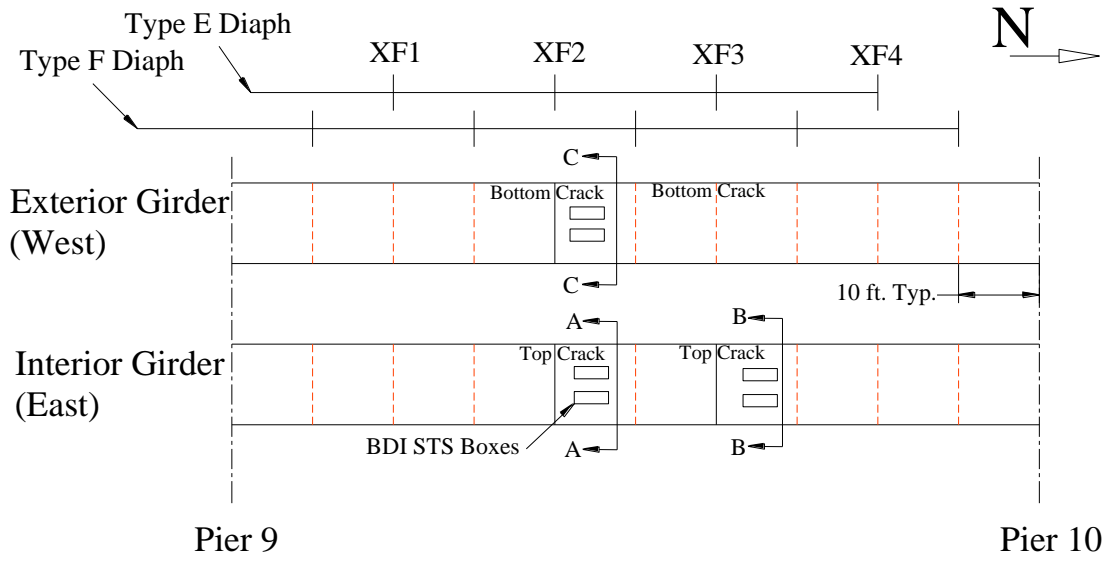 Type E Diaph
N
Type F Diaph
XF1
XF2
XF3
XF4
C
Exterior Girder
(West)
Bottom Crack
Bottom Crack
C
10 ft. Typ.
A
B
Interior Girder
(East)
Top Crack
Top Crack
BDI STS Boxes
A
B
Pier 9
Pier 10